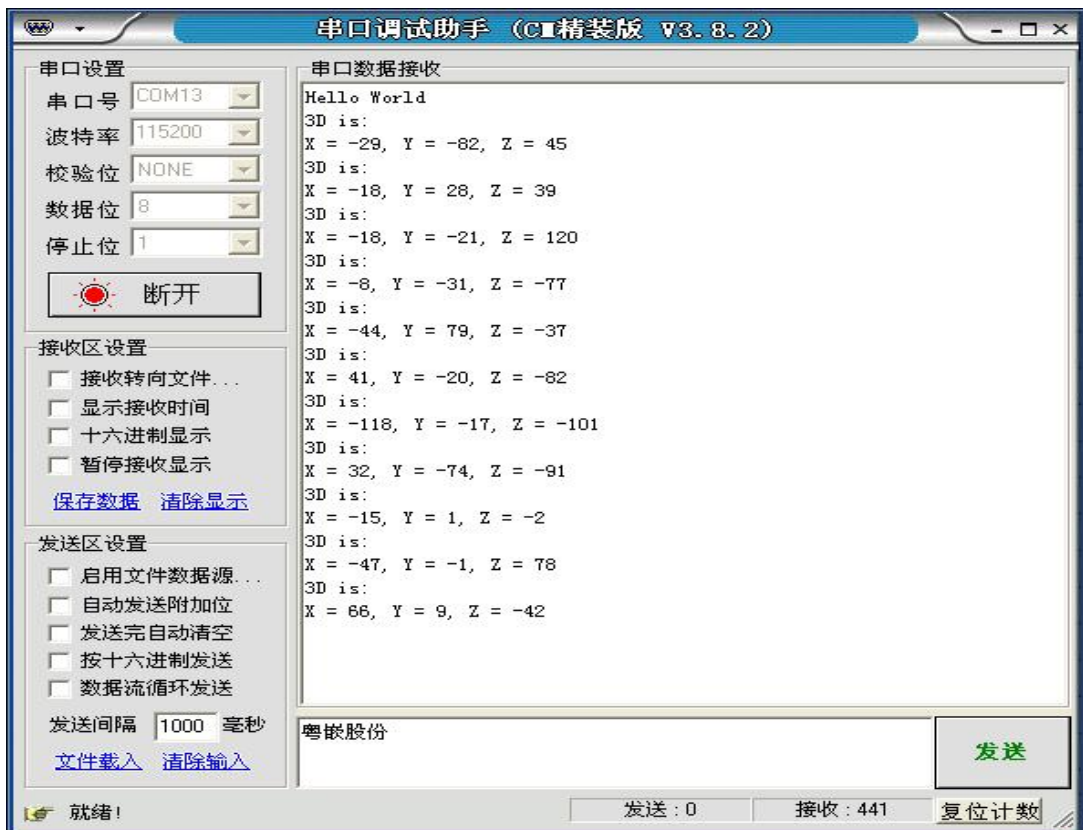 串口调试助手 (CM精装版 V3.8.2)
串口设置
串口号 COM13
波特率 115200
校验位 NONE
数据位 8
停止位 1
断开
接收区设置
接收转向文件...
显示接收时间
十六进制显示
暂停接收显示
保存数据 清除显示
发送区设置
启用文件数据源...
自动发送附加位
发送完自动清空
按十六进制发送
数据流循环发送
发送间隔 1000 毫秒
文件载入 清除输入
串口数据接收
Hello World
3D is:
X = -29, Y = -82, Z = 45
3D is:
X = -18, Y = 28, Z = 39
3D is:
X = -18, Y = -21, Z = 120
3D is:
X = -8, Y = -31, Z = -77
3D is:
X = -44, Y = 79, Z = -37
3D is:
X = 41, Y = -20, Z = -82
3D is:
X = -118, Y = -17, Z = -101
3D is:
X = 32, Y = -74, Z = -91
3D is:
X = -15, Y = 1, Z = -2
3D is:
X = -47, Y = -1, Z = 78
3D is:
X = 66, Y = 9, Z = -42
粤嵌股份
发送
就绪!
发送:0
接收:441
复位计数